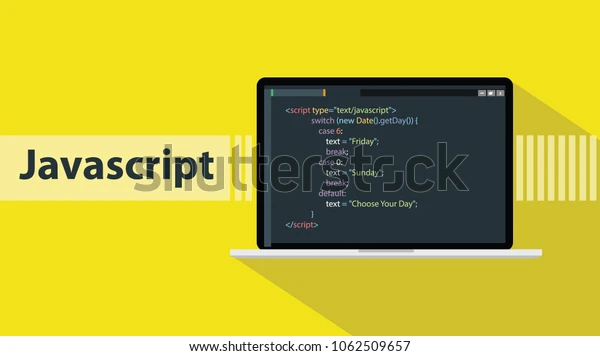 Javascript
<script type="text/javascript">
switch (new Date().getDay()) {
case 6:
text = "Friday";
break;
case 0:
text = "Sunday";
break;
default:
text = "Choose Your Day";
}
</script>
shutterstock
www.shutterstock.com · 1062509657